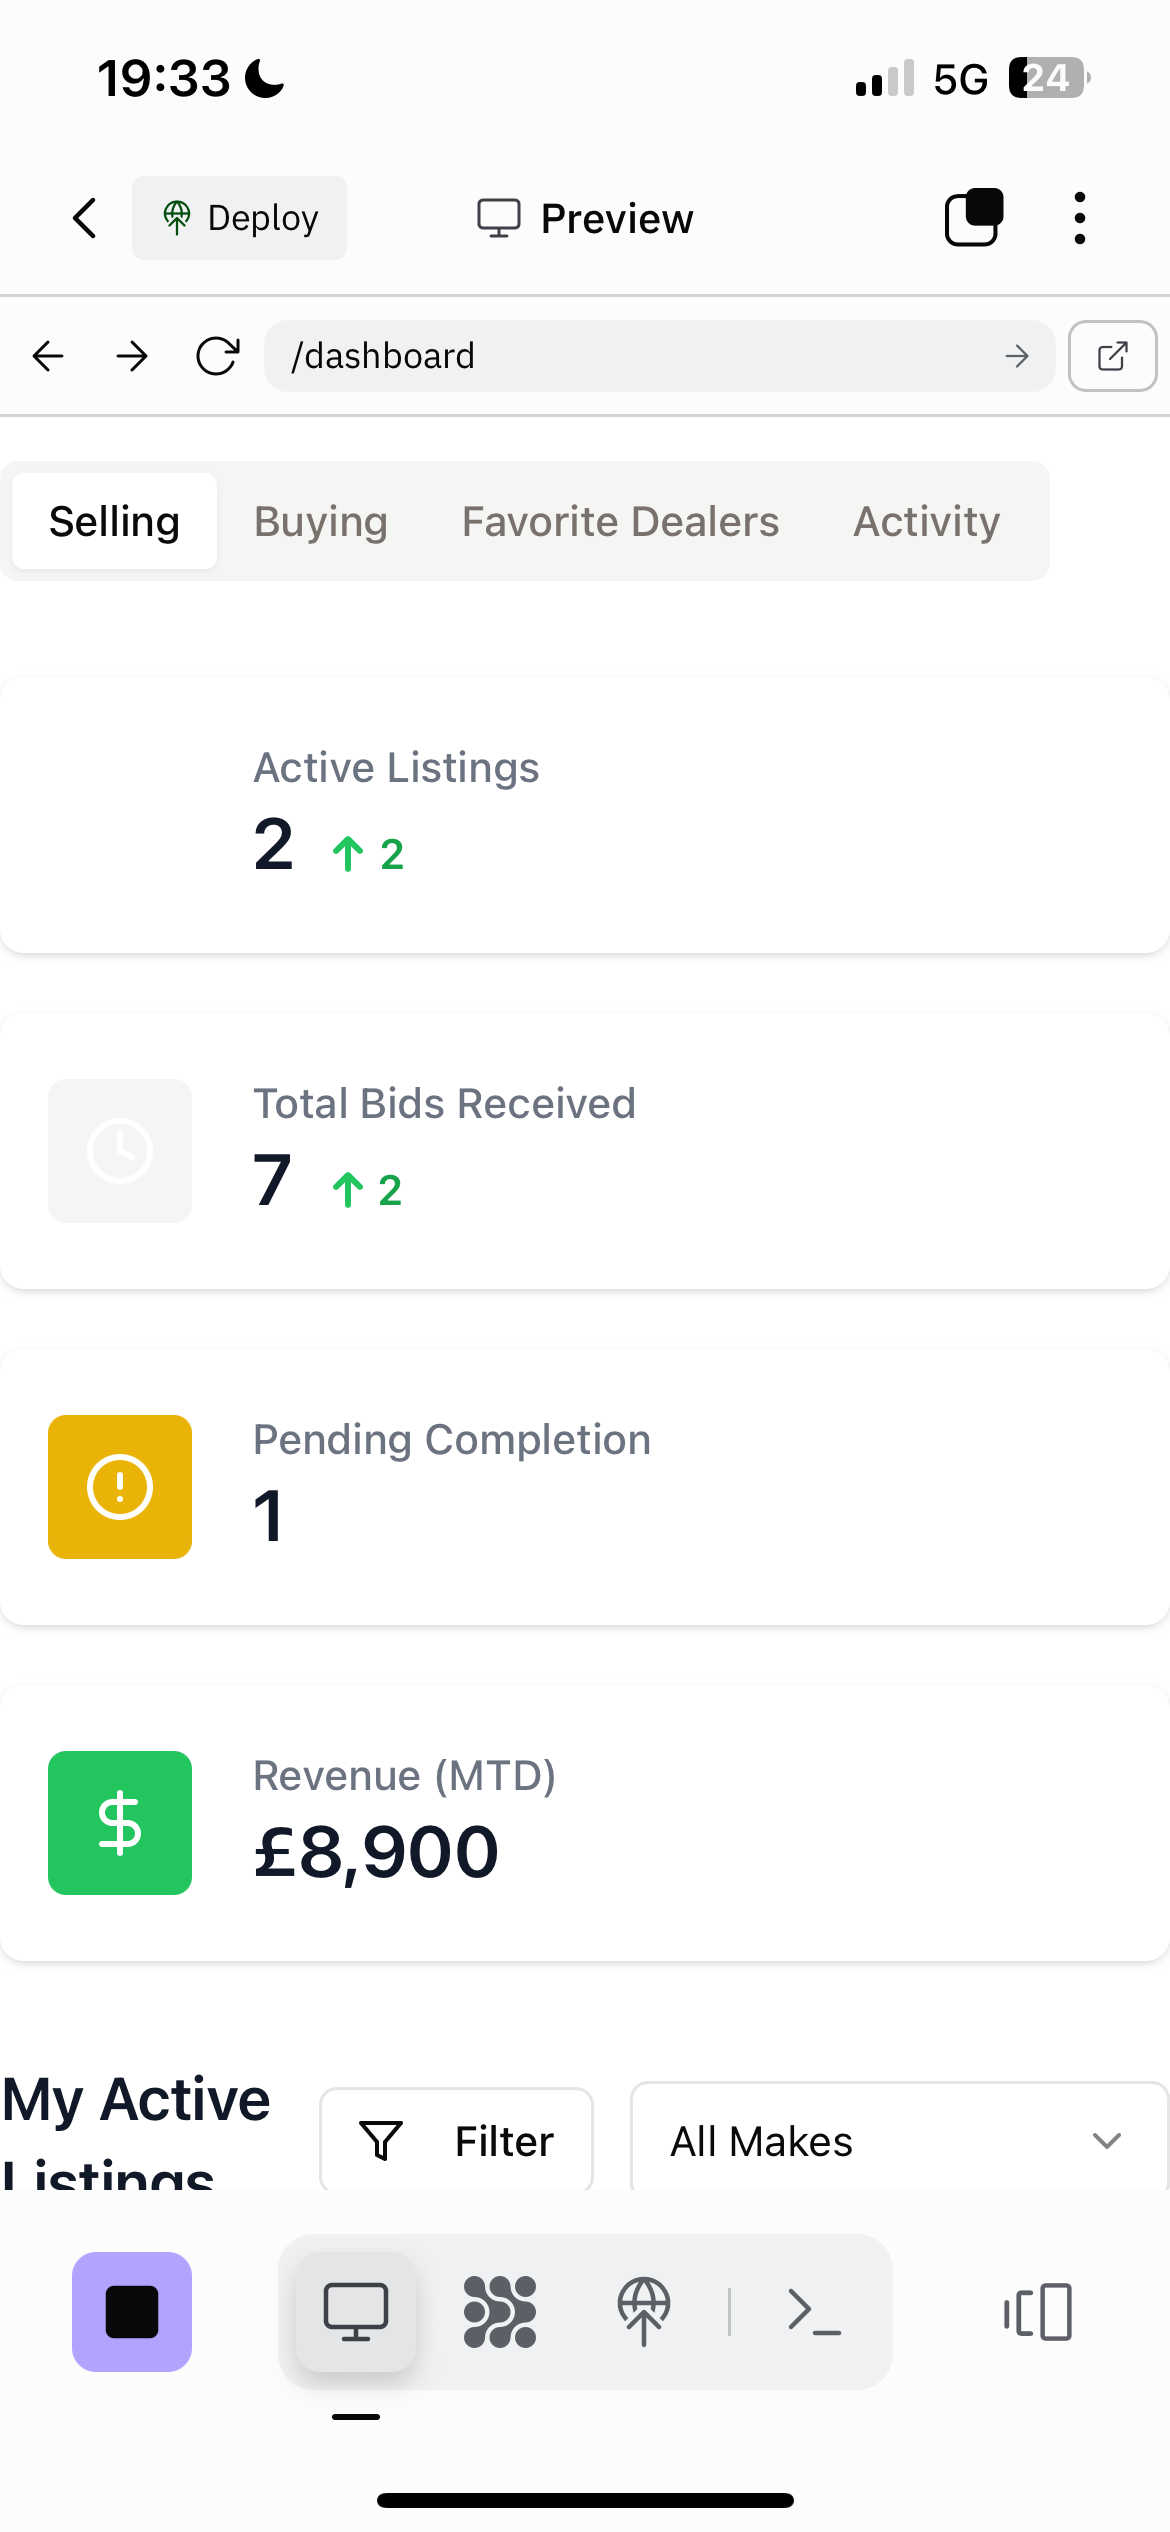 19:33 5G 24
Deploy Preview
/dashboard
Selling Buying Favorite Dealers Activity
Active Listings
2 2
Total Bids Received
7 2
Pending Completion
1
Revenue (MTD)
£8,900
My Active
Listings
Filter All Makes